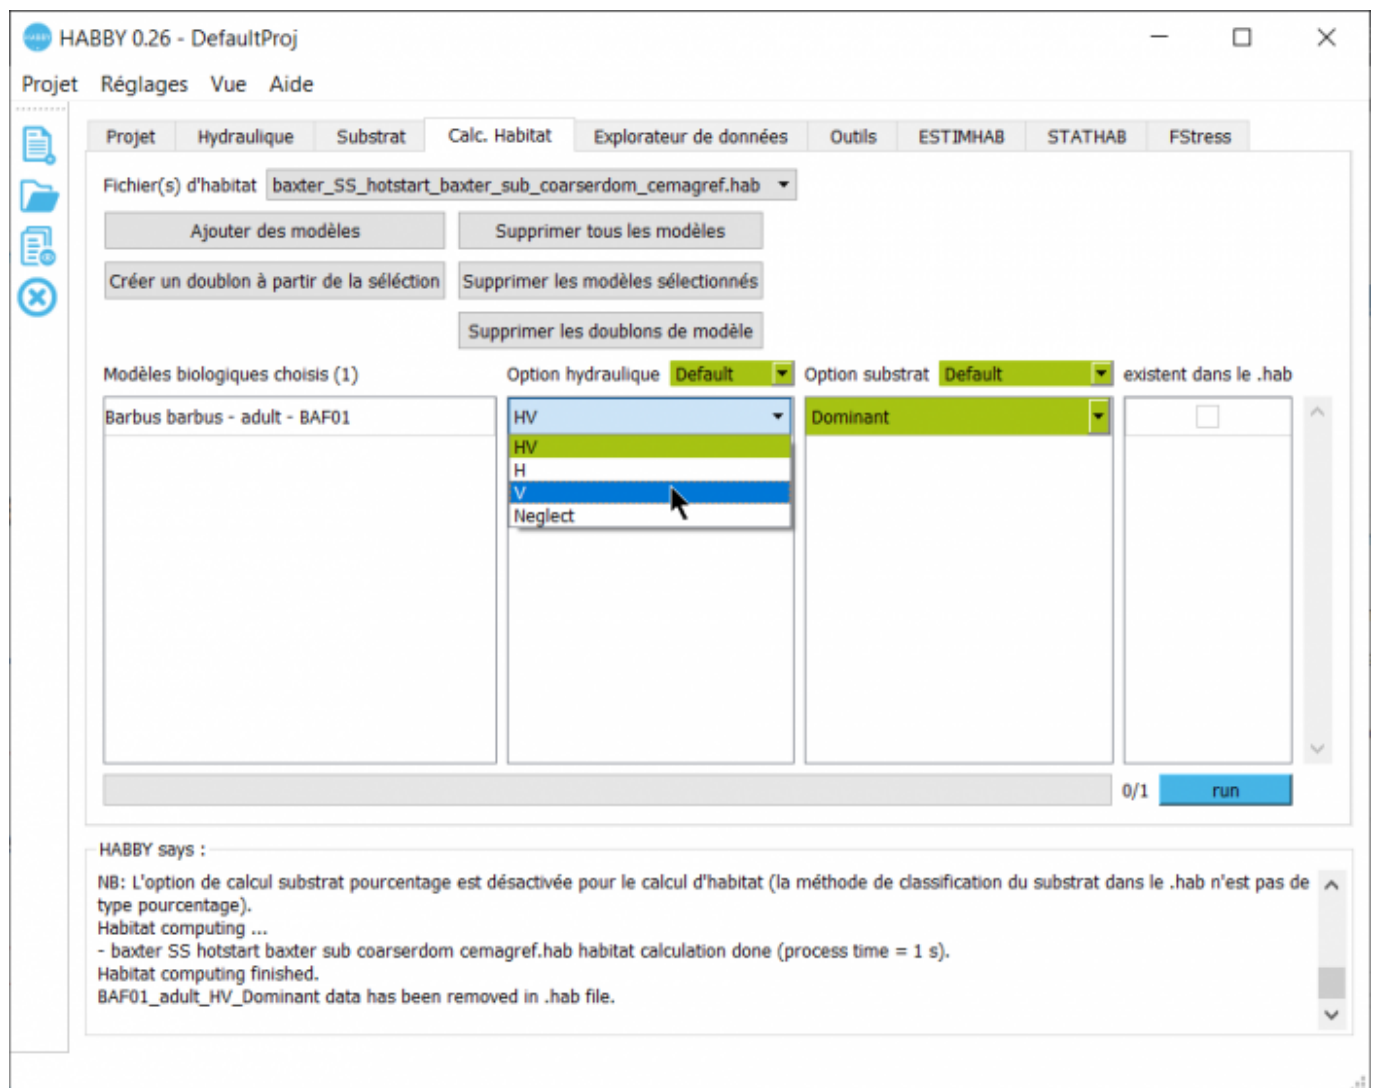 HABBY 0.26 - DefaultProj
Projet Réglages Vue Aide
Projet Hydraulique Substrat Calc. Habitat Explorateur de données Outils ESTIMHAB STATHAB FStress
Fichier(s) d'habitat baxter_SS_hotstart_baxter_sub_coarserdom_cemagref.hab
Ajouter des modèles Supprimer tous les modèles
Créer un doublon à partir de la séléction Supprimer les modèles sélectionnés
Supprimer les doublons de modèle
Modèles biologiques choisis (1) Option hydraulique Default Option substrat Default existent dans le .hab
Barbus barbus - adult - BAF01 HV Dominant
HV
H
V
Neglect
0/1 run
HABBY says :
NB: L'option de calcul substrat pourcentage est désactivée pour le calcul d'habitat (la méthode de classification du substrat dans le .hab n'est pas de
type pourcentage).
Habitat computing ...
- baxter SS hotstart baxter sub coarserdom cemagref.hab habitat calculation done (process time = 1 s).
Habitat computing finished.
BAF01_adult_HV_Dominant data has been removed in .hab file.